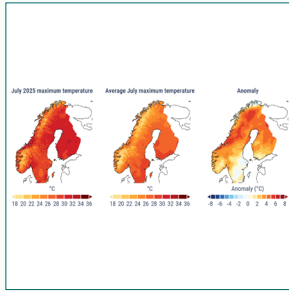 July 2025 maximum temperature
Average July maximum temperature
Anomaly
°C
18 20 22 24 26 28 30 32 34 36
°C
18 20 22 24 26 28 30 32 34 36
Anomaly (°C)
-8 -6 -4 -2 0 2 4 6 8